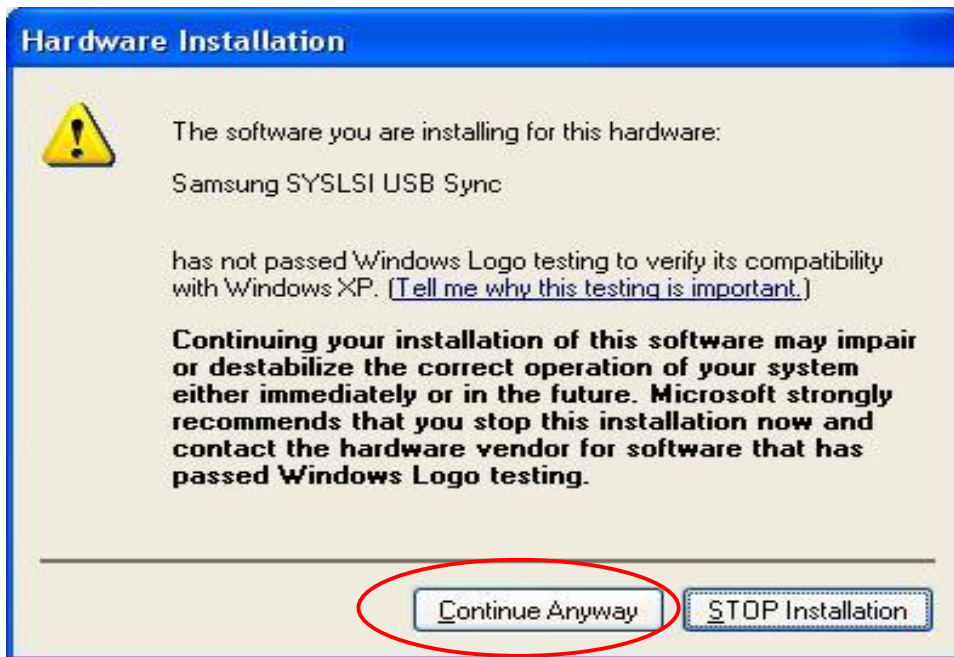 Hardware Installation
The software you are installing for this hardware:
Samsung SYSLSI USB Sync
has not passed Windows Logo testing to verify its compatibility
with Windows XP. (Tell me why this testing is important.)
Continuing your installation of this software may impair
or destabilize the correct operation of your system
either immediately or in the future. Microsoft strongly
recommends that you stop this installation now and
contact the hardware vendor for software that has
passed Windows Logo testing.
Continue Anyway
STOP Installation